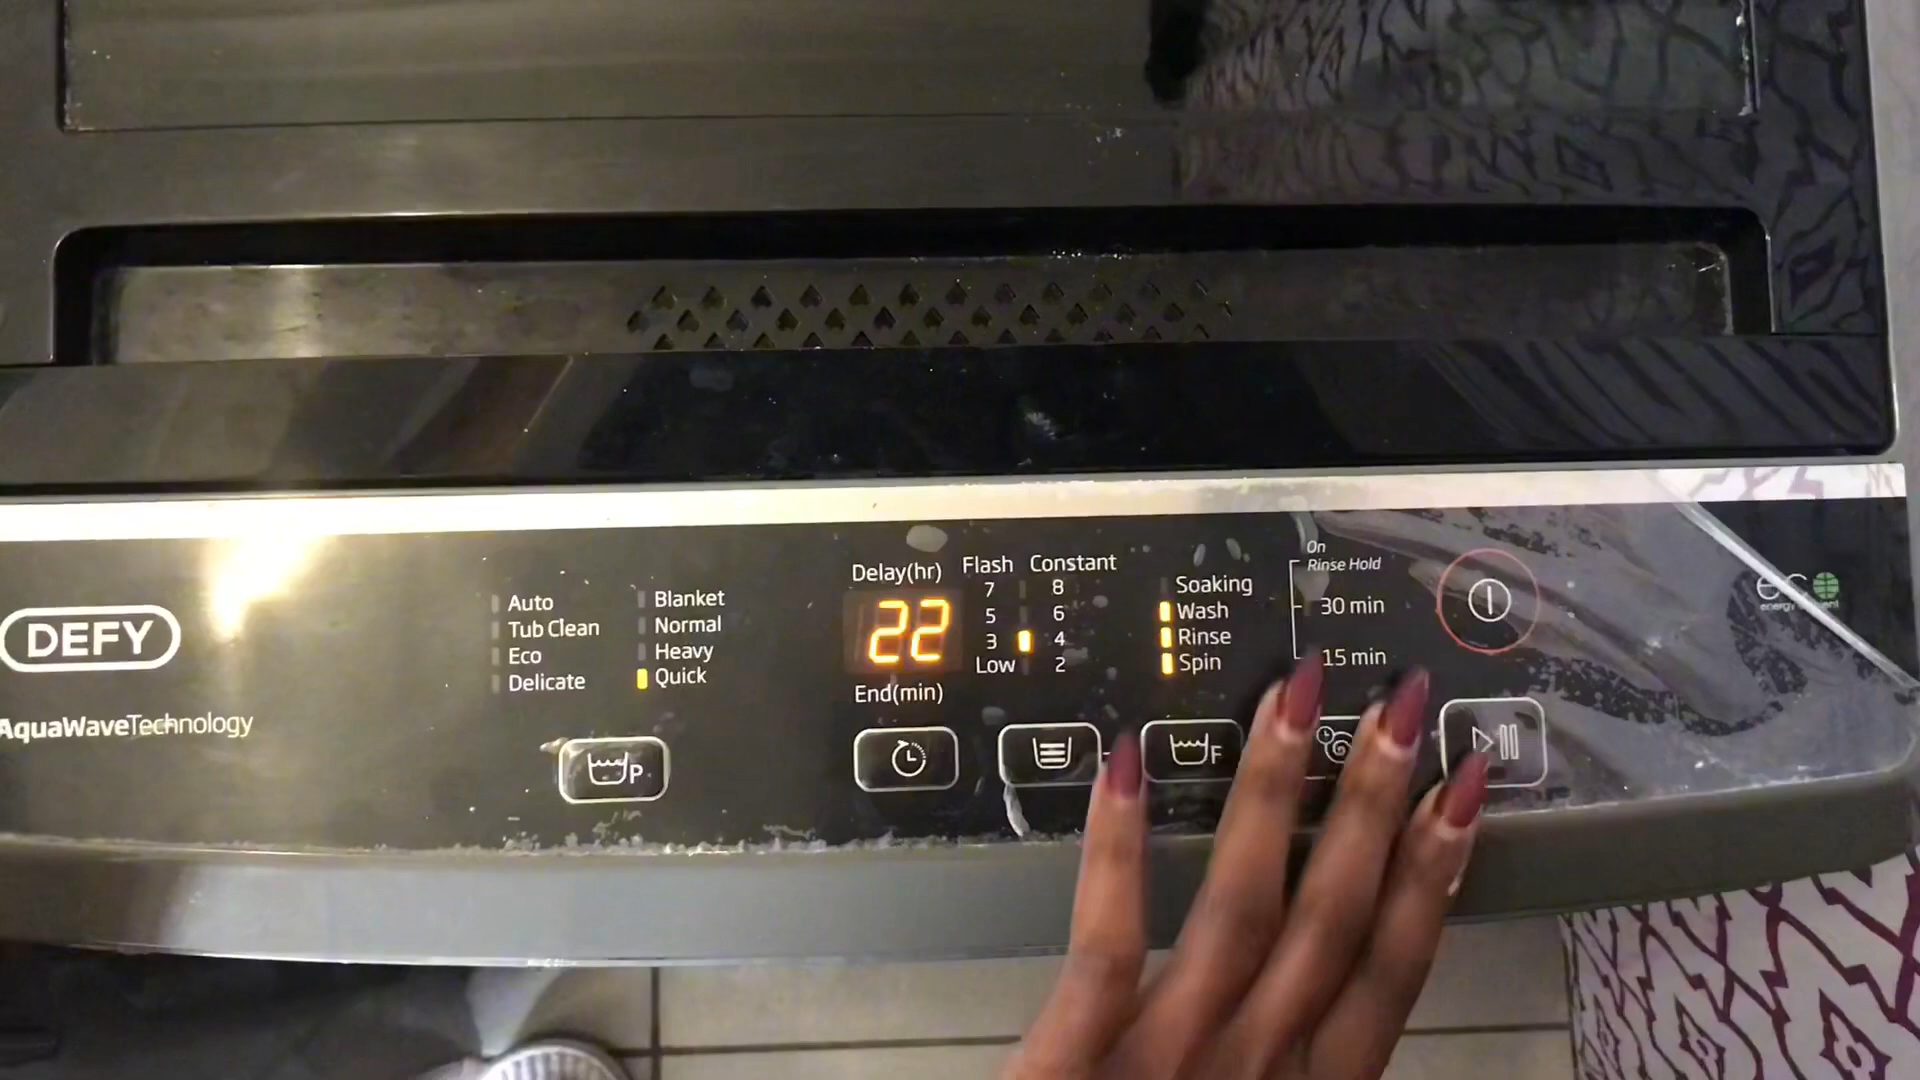 DEFY
AquaWaveTechnology
Auto
Tub Clean
Eco
Delicate
Blanket
Normal
Heavy
Quick
P
Delay(hr)
22
End(min)
Flash Constant
7 8
5 6
3 4
Low 2
Soaking
Wash
Rinse
Spin
F
On
Rinse Hold
30 min
15 min
eco